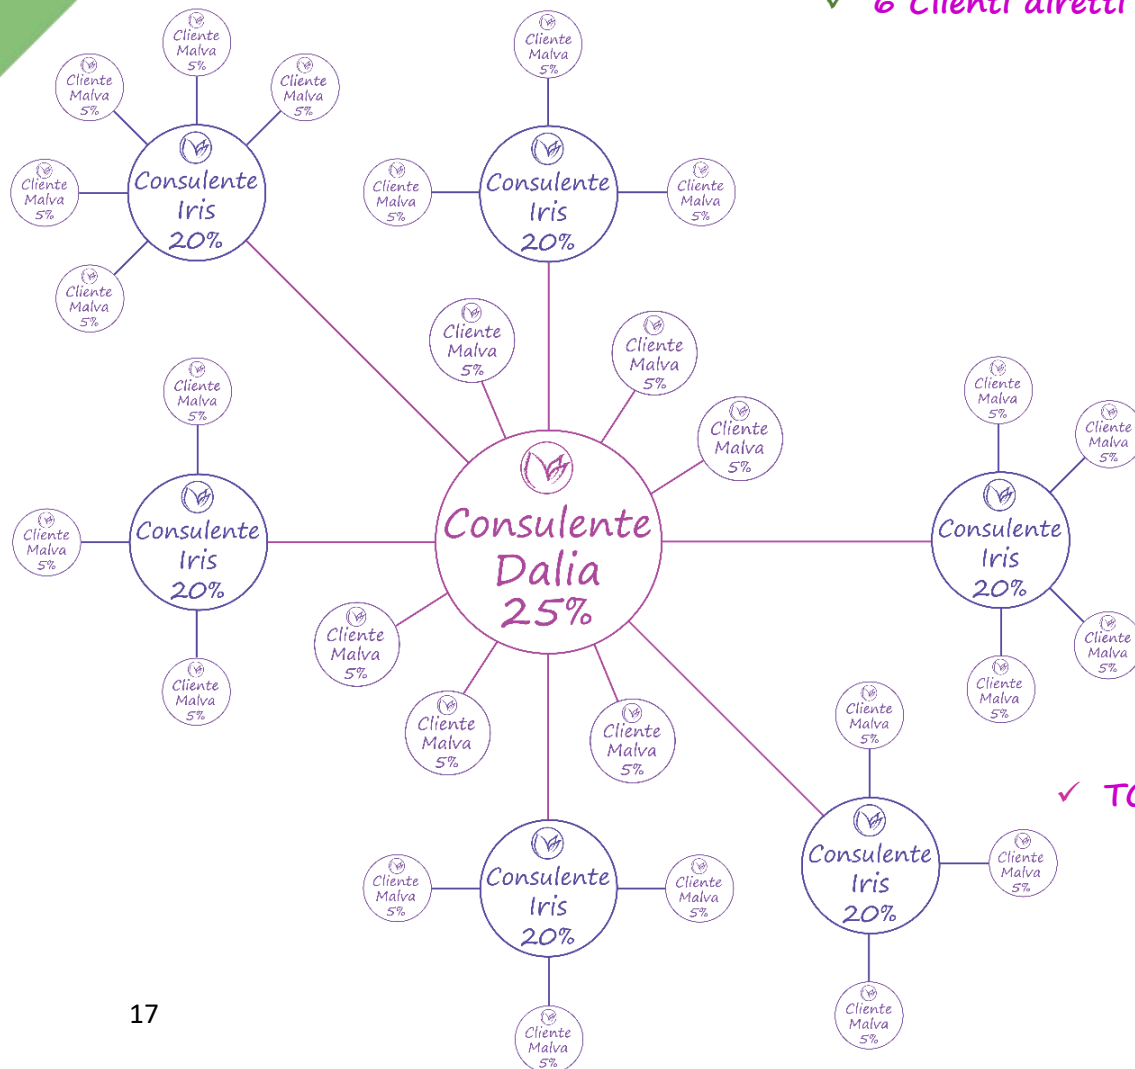 ✓ 6 Clienti diretti
Cliente
Malva
5%
Cliente
Malva
5%
Cliente
Malva
5%
Cliente
Malva
5%
Cliente
Malva
5%
Consulente
Iris
20%
Cliente
Malva
5%
Cliente
Malva
5%
Cliente
Malva
5%
Consulente
Iris
20%
Cliente
Malva
5%
Cliente
Malva
5%
Cliente
Malva
5%
Consulente
Dalia
25%
Cliente
Malva
5%
Cliente
Malva
5%
Cliente
Malva
5%
Cliente
Malva
5%
Cliente
Malva
5%
Consulente
Iris
20%
Cliente
Malva
5%
Cliente
Malva
5%
Cliente
Malva
5%
Consulente
Iris
20%
Cliente
Malva
5%
Cliente
Malva
5%
Cliente
Malva
5%
Consulente
Iris
20%
Cliente
Malva
5%
Cliente
Malva
5%
Cliente
Malva
5%
Consulente
Iris
20%
Cliente
Malva
5%
Cliente
Malva
5%
✓
17